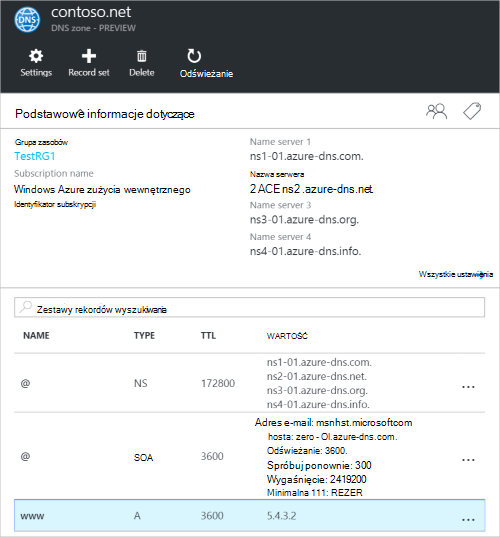 contoso.net
DNS zone - PREVIEW
DNS
Settings
Record set
Delete
Odświeżanie
Podstawowe informacje dotyczące
Grupa zasobów
TestRG1
Subscription name
Windows Azure zużycia wewnętrznego
Identyfikator subskrypcji
Name server 1
ns1-01.azure-dns.com.
Nazwa serwera
2 ACE ns2 .azure-dns.net.
Name server 3
ns3-01.azure-dns.org.
Name server 4
ns4-01.azure-dns.info.
Wszystkie ustawienia
Zestawy rekordów wyszukiwania
NAME TYPE TTL WARTOŚĆ
@ NS 172800
ns1-01.azure-dns.com.
ns2-01.azure-dns.net.
ns3-01.azure-dns.org.
ns4-01.azure-dns.info.
...
@ SOA 3600
Adres e-mail: msnhst.microsoftcom
hosta: zero - Ol.azure-dns.com.
Odświeżanie: 3600.
Spróbuj ponownie: 300
Wygaśnięcie: 2419200
Minimalna 111: REZER
...
www A 3600 5.4.3.2 ...